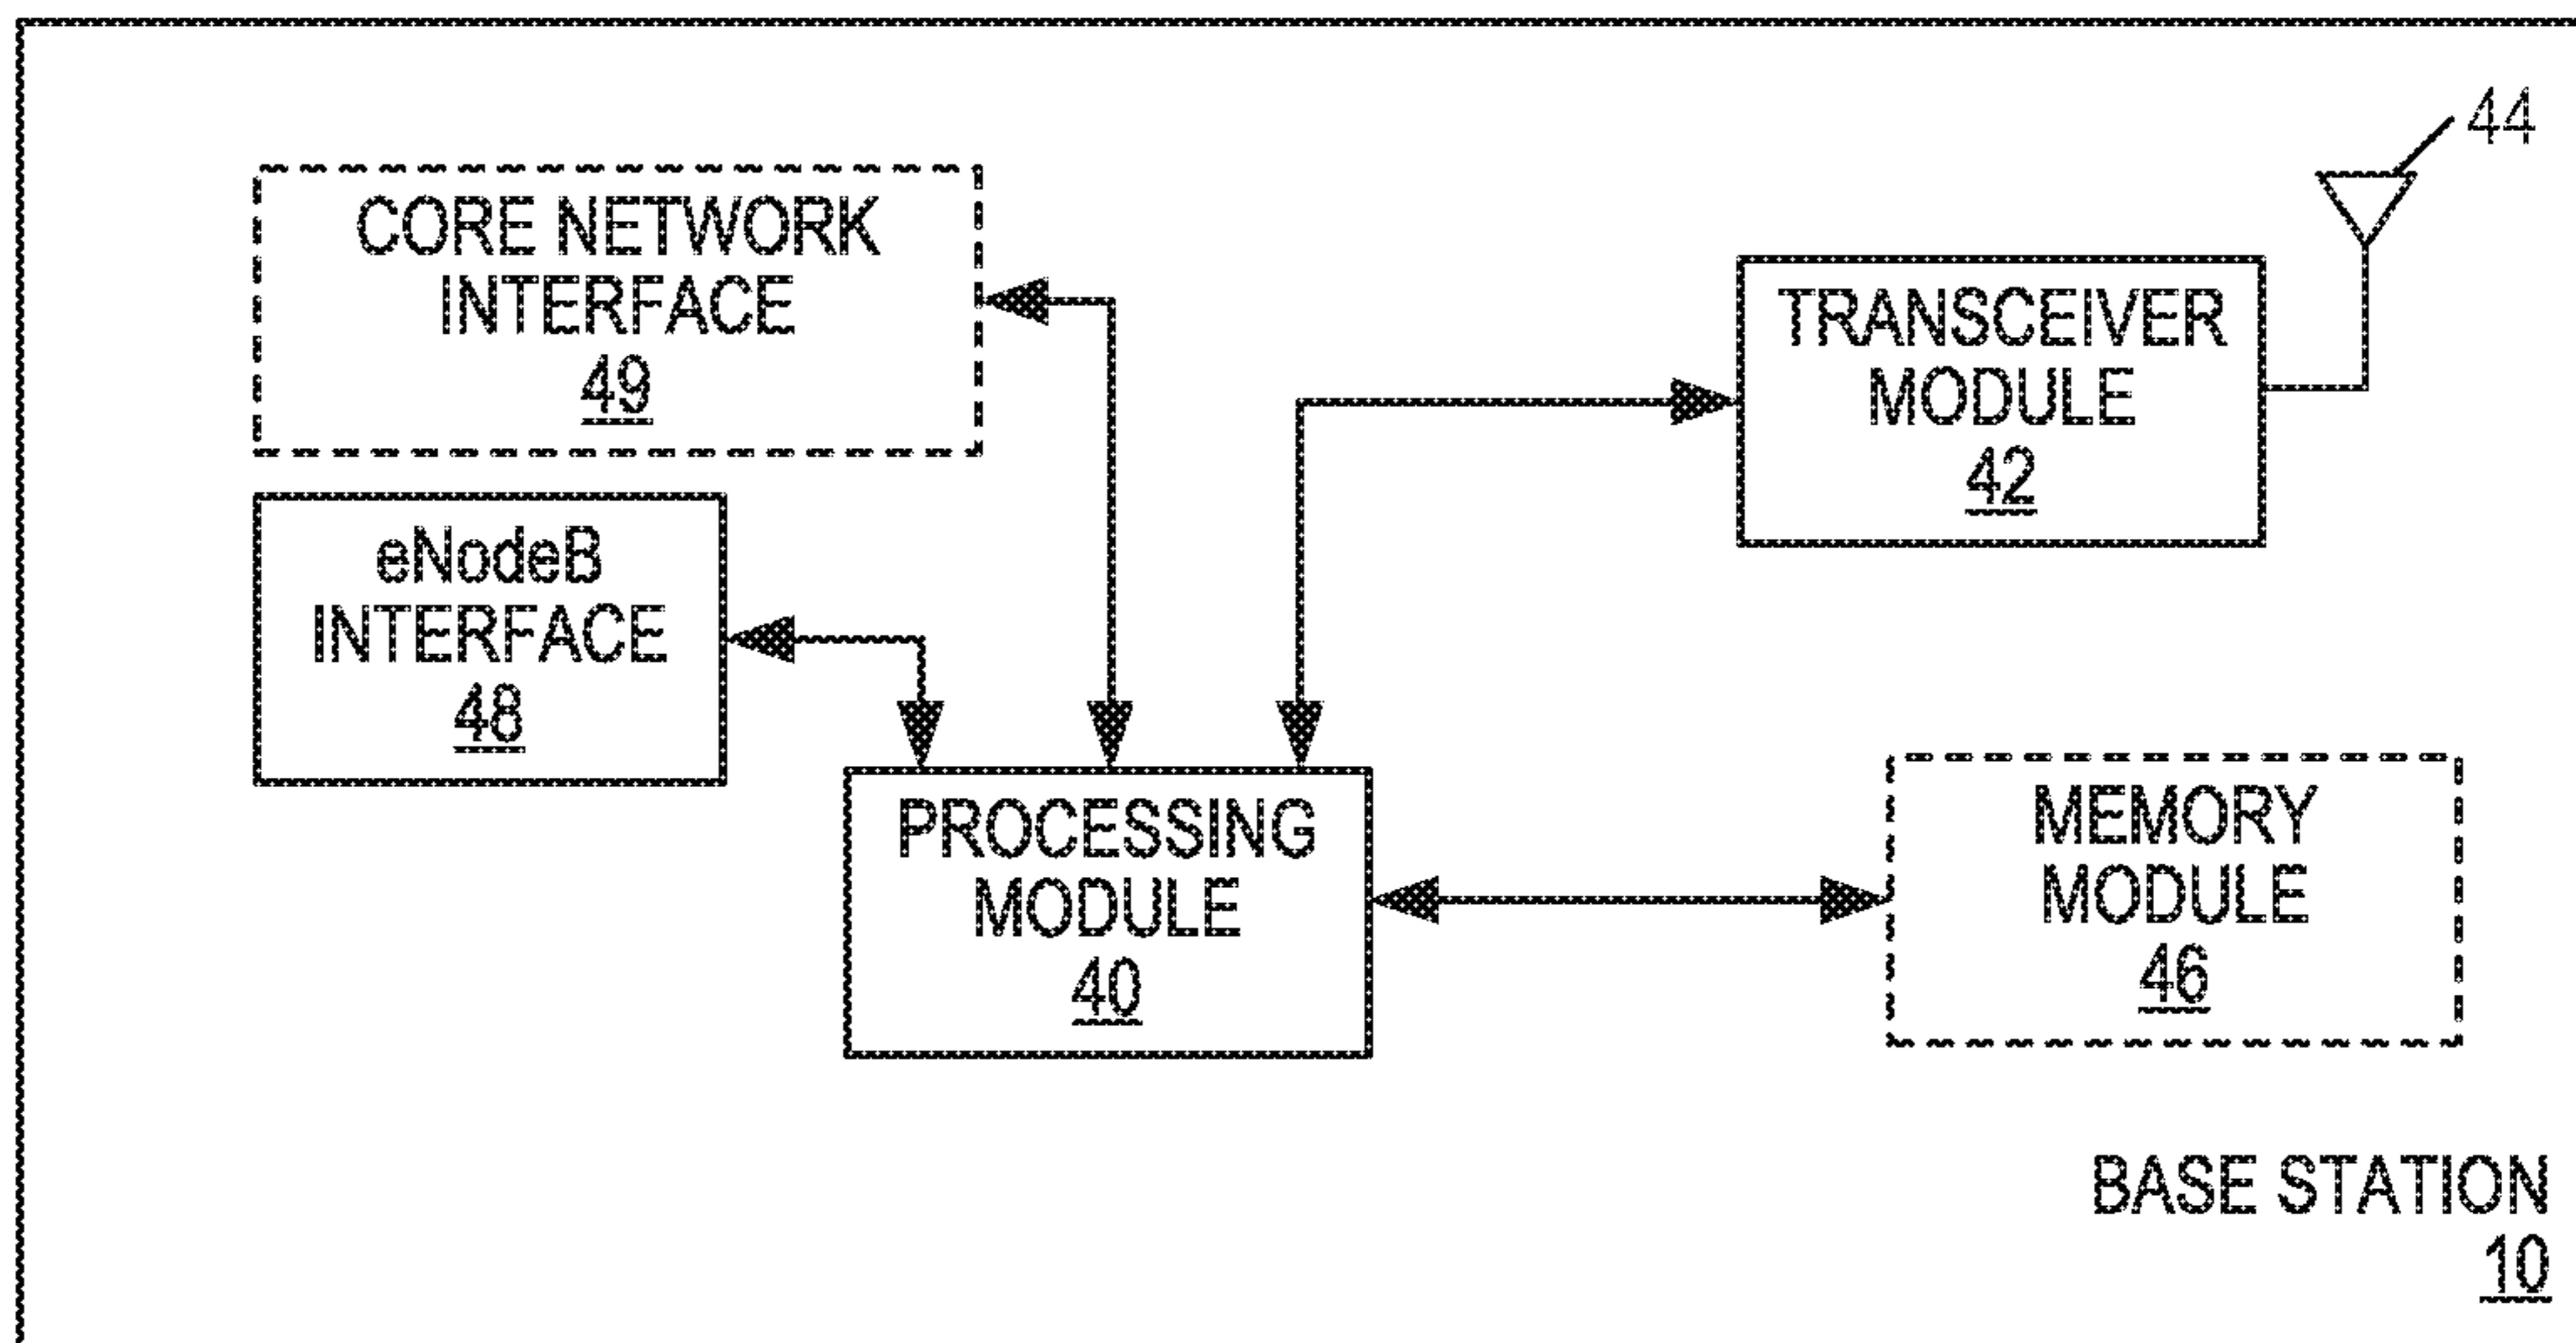 44
CORE NETWORK
INTERFACE
49
TRANSCEIVER
MODULE
42
eNodeB
INTERFACE
48
PROCESSING
MODULE
40
MEMORY
MODULE
46
BASE STATION
10